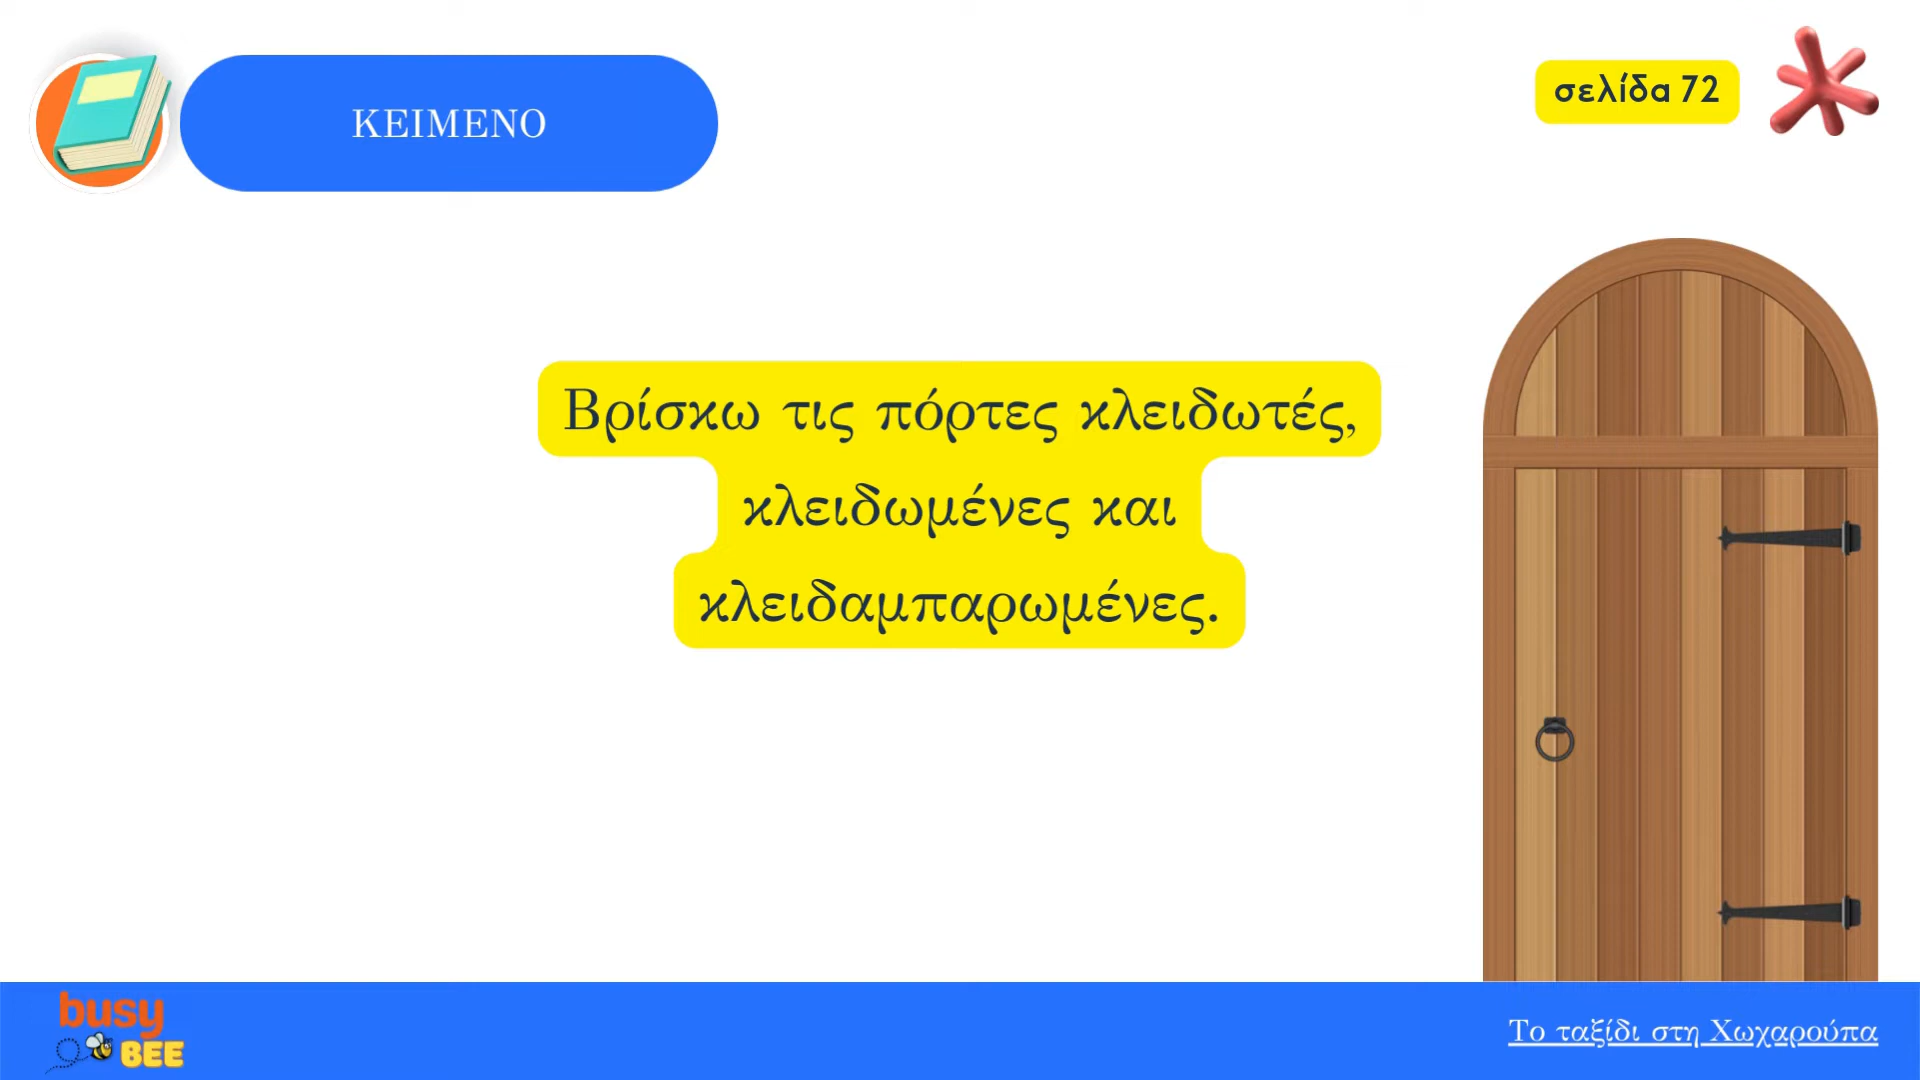 ΚΕΙΜΕΝΟ
σελίδα 72
Βρίσκω τις πόρτες κλειδωτές,
κλειδωμένες και
κλειδαμπαρωμένες.
busy
BEE
Το ταξίδι στη Χωχαρούπα